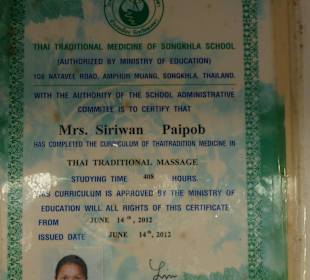 THAI TRADITIONAL MEDICINE OF SONGKHLA SCHOOL
(AUTHORIZED BY MINISTRY OF EDUCATION)
108 NATAVEE ROAD, AMPHUR MUANG, SONGKHLA, THAILAND.
WITH THE AUTHORITY OF THE SCHOOL ADMINISTRATIVE
COMMITEE IS TO CERTIFY THAT
Mrs. Siriwan Paipob
HAS COMPLETED THE CURRICULUM OF THAITRADITION MEDICINE IN
THAI TRADITIONAL MASSAGE
STUDYING TIME 408 HOURS.
HAS CURRICULUM IS APPROVED BY THE MINISTRY OF
EDUCATION WILL ALL RIGHTS OF THIS CERTIFICATE
FROM JUNE 14th, 2012
ISSUED DATE JUNE 14th, 2012